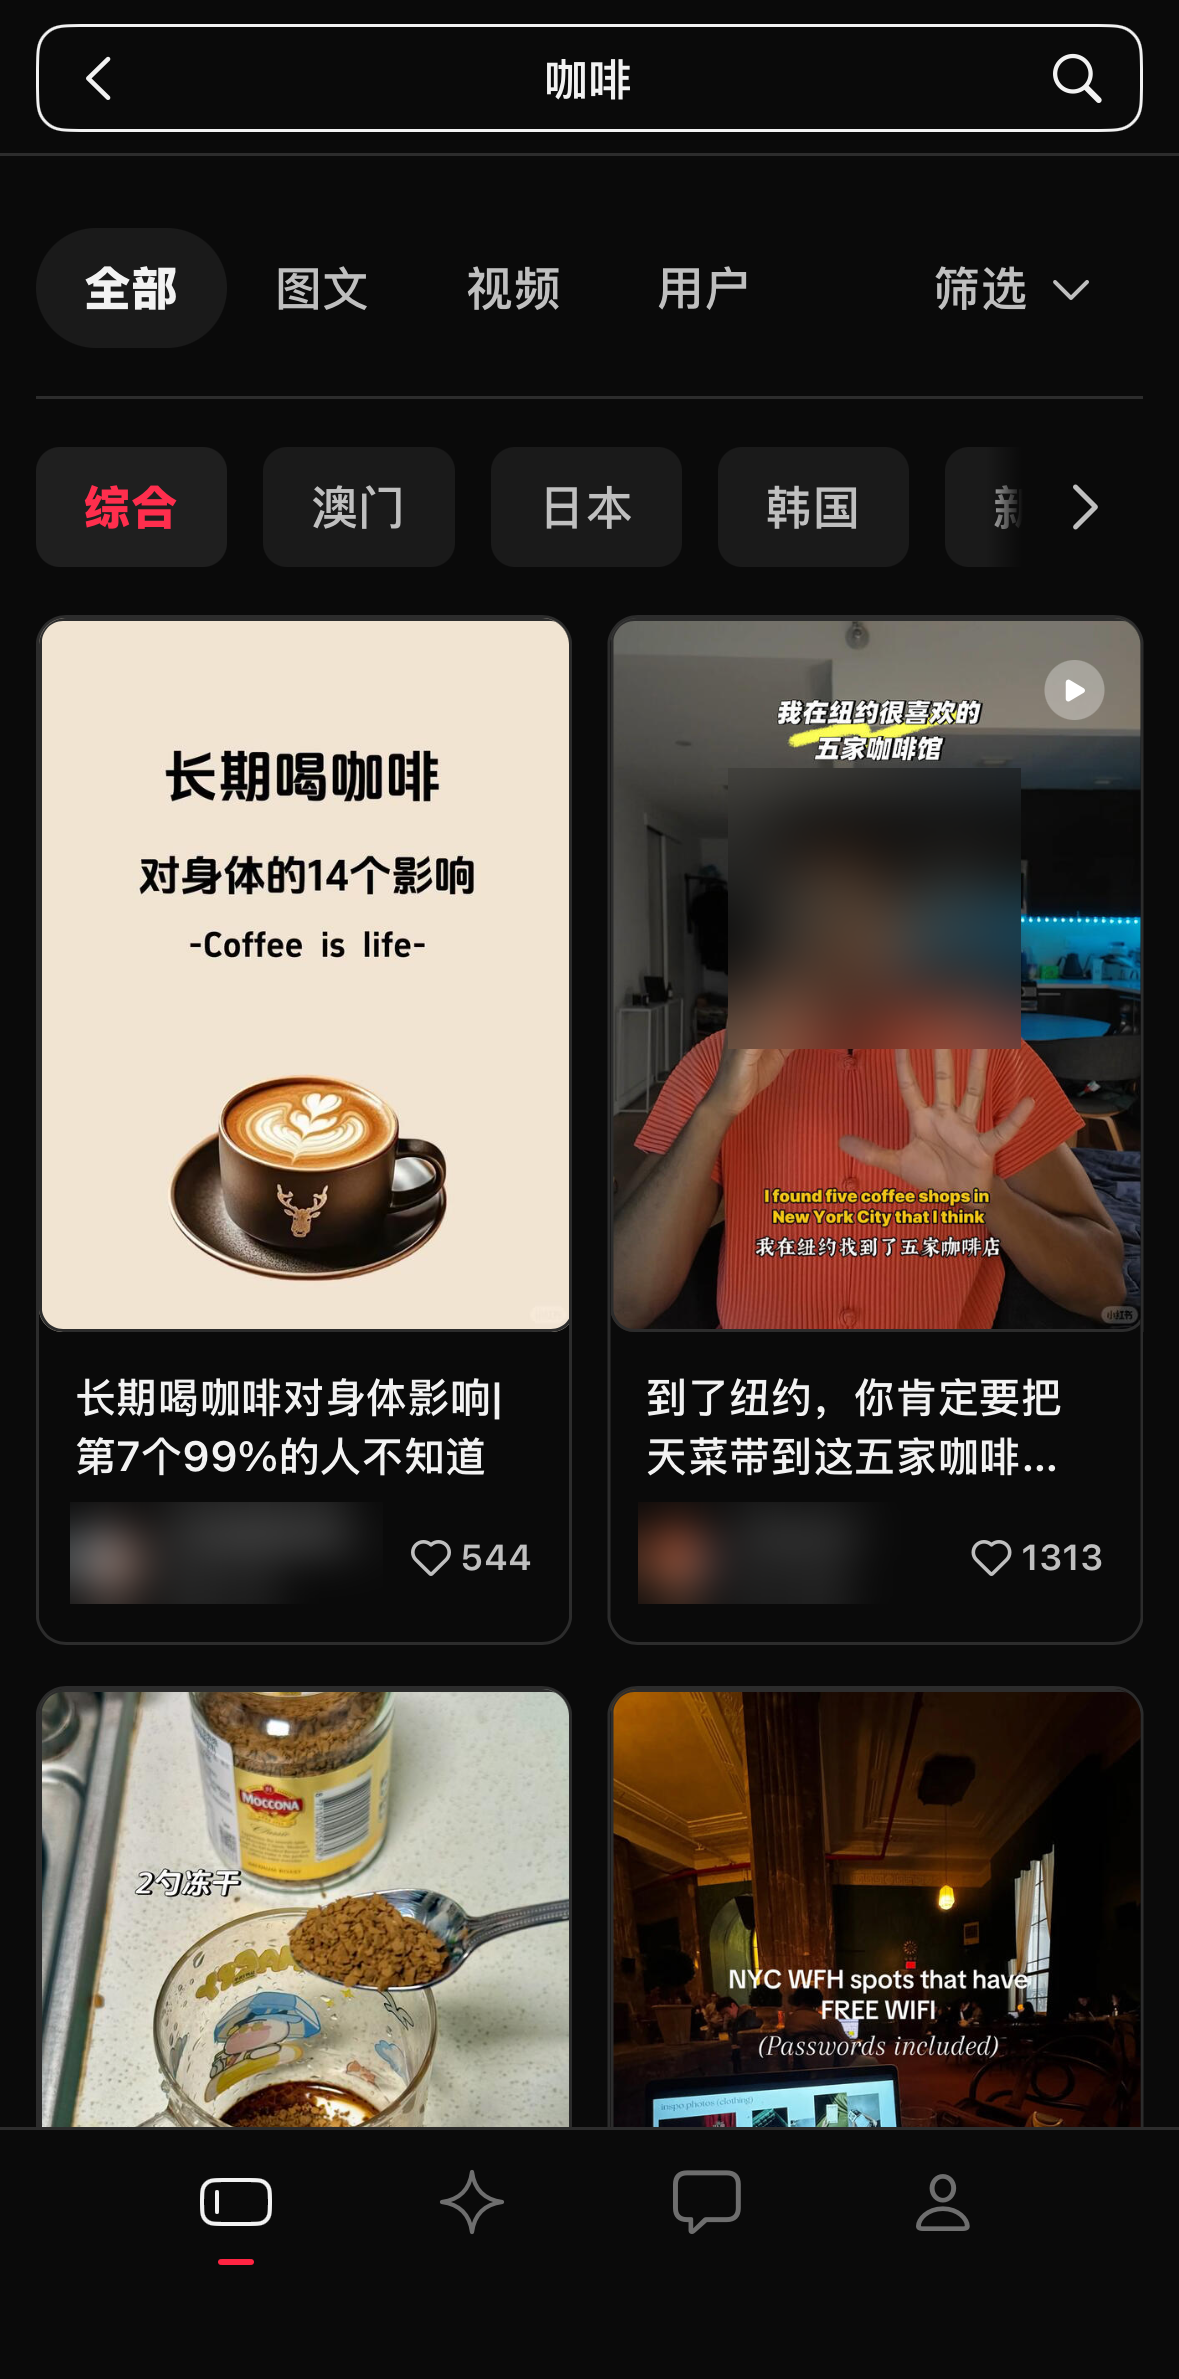 咖啡
全部
图文
视频
用户
筛选
综合
澳门
日本
韩国
长期喝咖啡
对身体的14个影响
-Coffee is life-
长期喝咖啡对身体影响|
第7个99%的人不知道
544
我在纽约很喜欢的
五家咖啡馆
I found five coffee shops in
New York City that I think
我在纽约找到了五家咖啡店
小红书
到了纽约，你肯定要把
天菜带到这五家咖啡...
1313
MOCCONA
2勺冻干
NYC WFH spots that have
FREE WIFI
(Passwords included)
inspo photos (clothing)